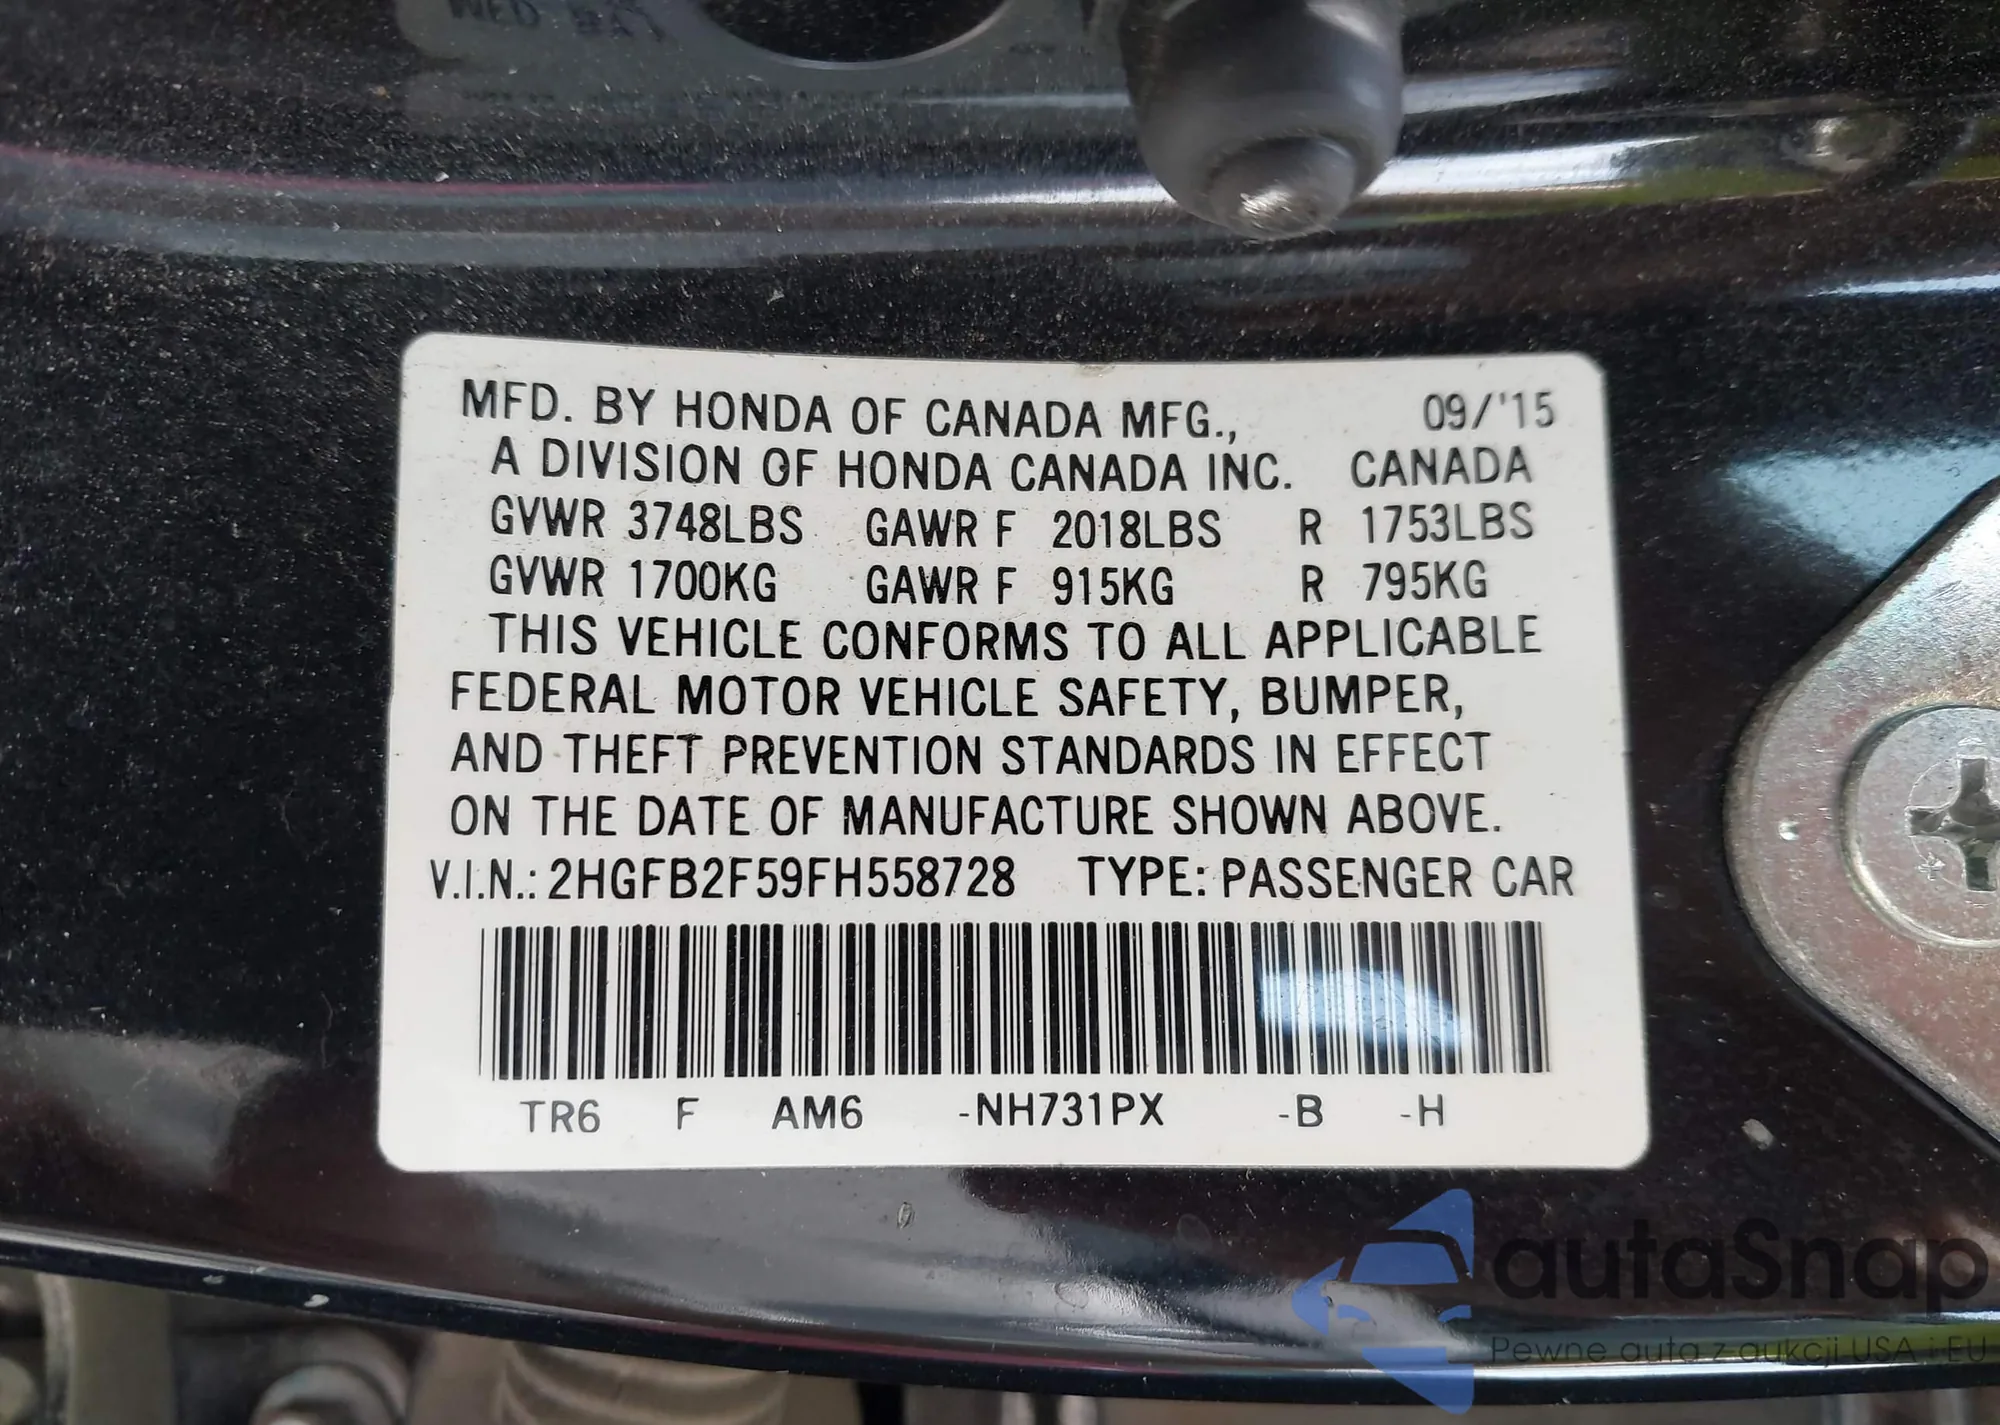 MFD. BY HONDA OF CANADA MFG., 09/'15
A DIVISION OF HONDA CANADA INC. CANADA
GVWR 3748LBS GAWR F 2018LBS R 1753LBS
GVWR 1700KG GAWR F 915KG R 795KG
THIS VEHICLE CONFORMS TO ALL APPLICABLE
FEDERAL MOTOR VEHICLE SAFETY, BUMPER,
AND THEFT PREVENTION STANDARDS IN EFFECT
ON THE DATE OF MANUFACTURE SHOWN ABOVE.
V.I.N.: 2HGFB2F59FH558728 TYPE: PASSENGER CAR
TR6 F AM6 -NH731PX -B -H
autaSnap
Pewne auta z aukcji USA i EU